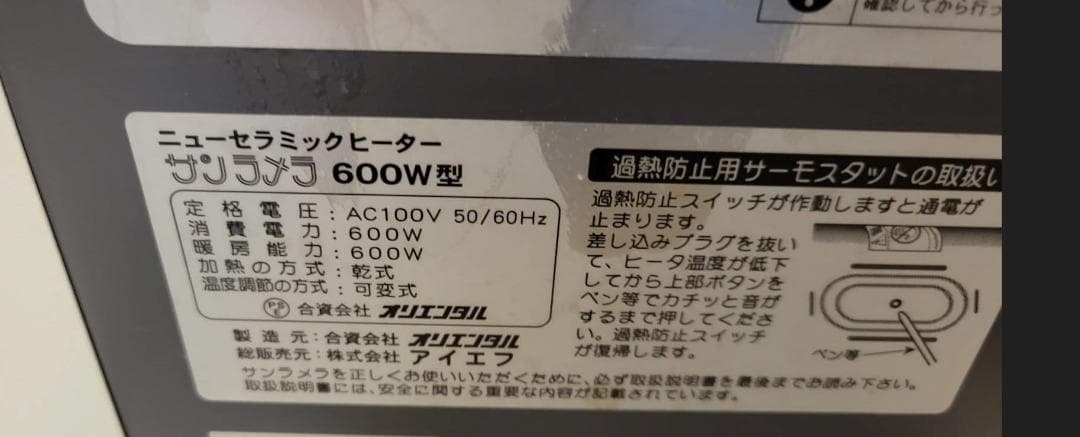 確認してから行っ
ニューセラミックヒーター
サンラメラ 600W型
定格電圧：AC100V 50/60Hz
消費電力：600W
暖房能力：600W
加熱の方式：乾式
温度調節の方式：可変式
PSE 合資会社 オリエンタル
製造元：合資会社 オリエンタル
総販売元：株式会社 アイエフ
サンラメラを正しくお使いいただくために、必ず取扱説明書を最後までお読み下さい。
取扱説明書には、安全に関する重要な内容が記載されています。
過熱防止用サーモスタットの取扱い
過熱防止スイッチが作動しますと通電が
止まります。
差し込みプラグを抜い
て、ヒータ温度が低下
してから上部ボタンを
ペン等でカチッと音が
するまで押してくださ
い。過熱防止スイッチ
が復帰します。
ペン等